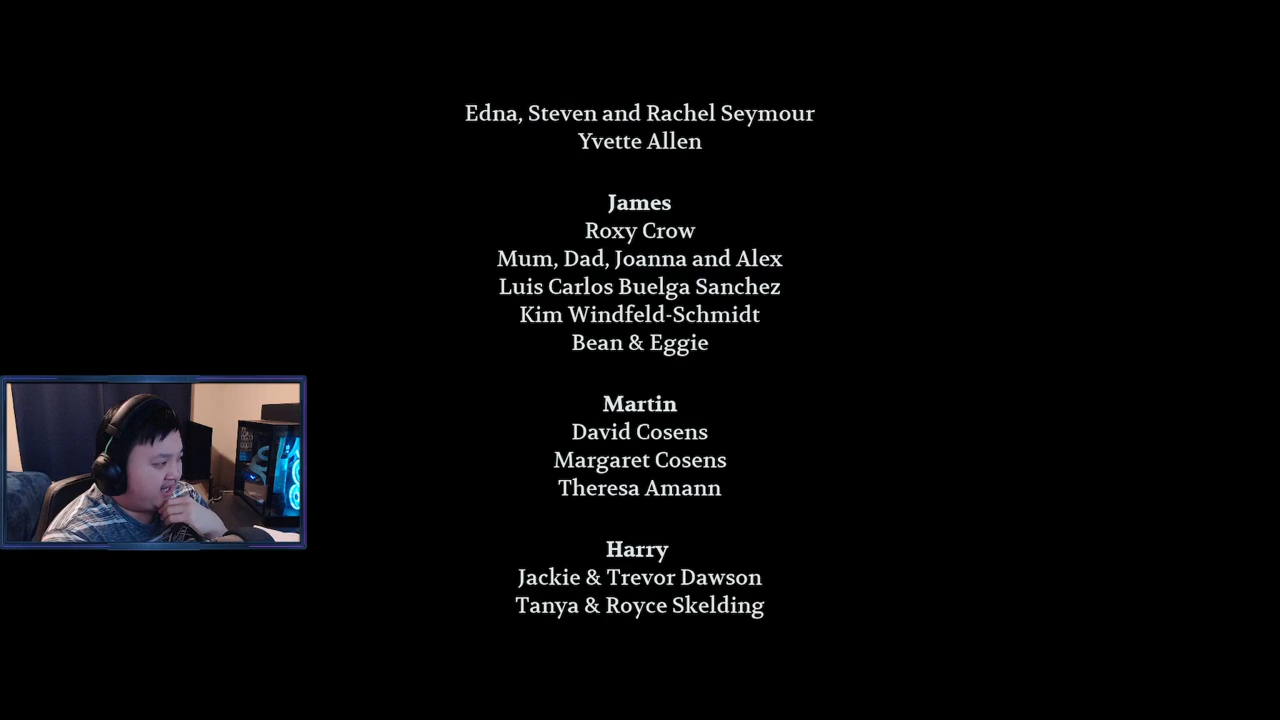 Edna, Steven and Rachel Seymour
Yvette Allen
James
Roxy Crow
Mum, Dad, Joanna and Alex
Luis Carlos Buelga Sanchez
Kim Windfeld-Schmidt
Bean & Eggie
Martin
David Cosens
Margaret Cosens
Theresa Amann
Harry
Jackie & Trevor Dawson
Tanya & Royce Skelding